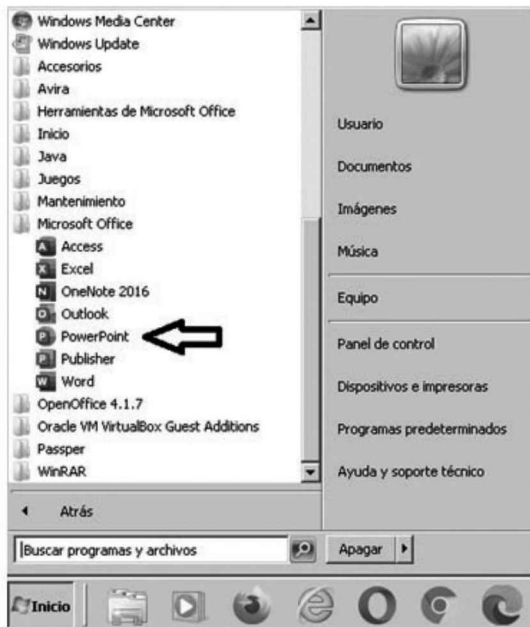 Windows Media Center
Windows Update
Accesorios
Avira
Herramientas de Microsoft Office
Inicio
Java
Juegos
Mantenimiento
Microsoft Office
Access
Excel
OneNote 2016
Outlook
PowerPoint
Publisher
Word
OpenOffice 4.1.7
Oracle VM VirtualBox Guest Additions
Passper
WinRAR
Atrás
Buscar programas y archivos
Usuario
Documentos
Imágenes
Música
Equipo
Panel de control
Dispositivos e impresoras
Programas predeterminados
Ayuda y soporte técnico
Apagar
Inicio